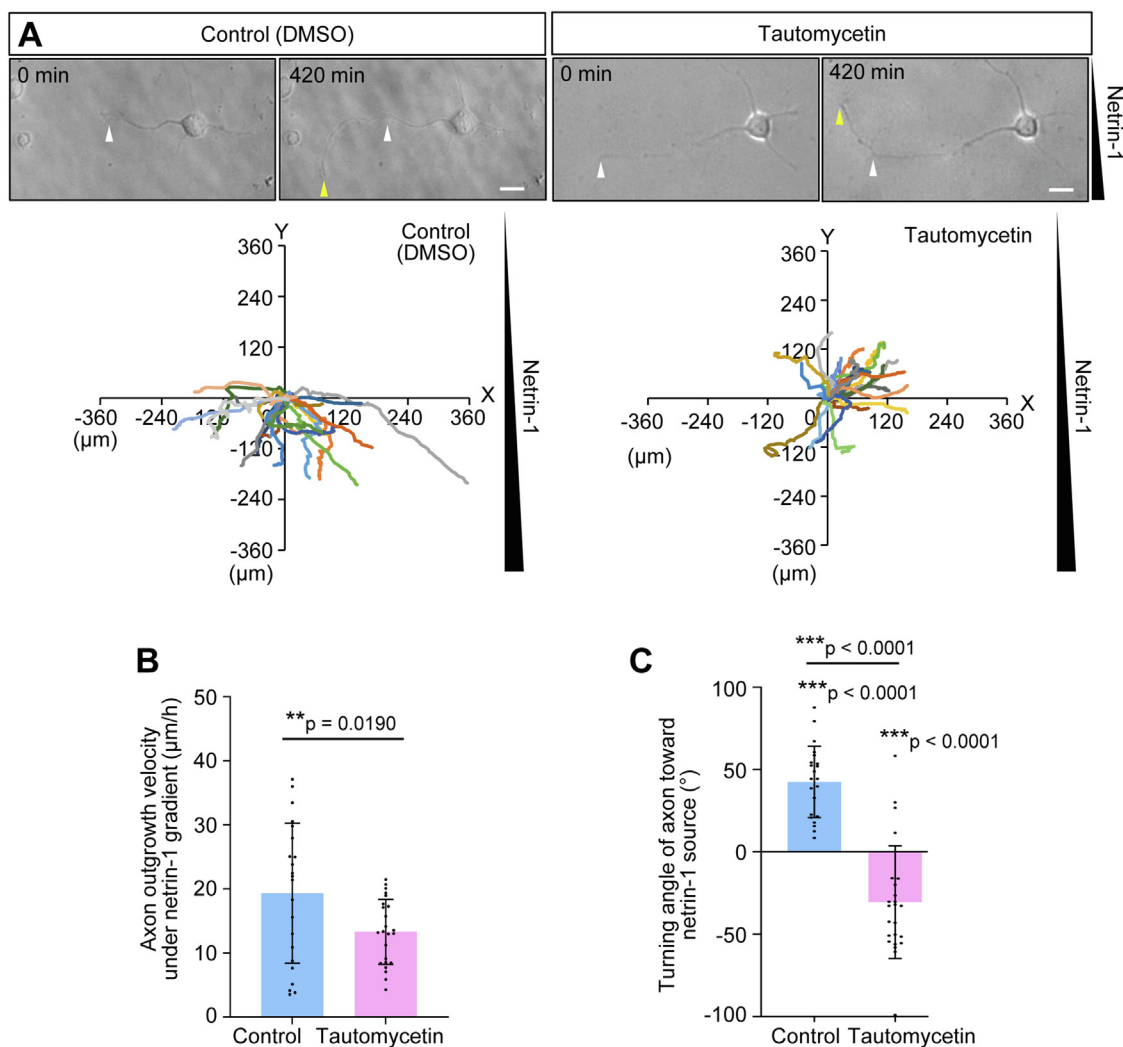 A
Control (DMSO)
Tautomycetin
0 min
420 min
0 min
420 min
Netrin-1
Y
Control
(DMSO)
360
240
120
X
-360
-240
-120
0
120
240
360
(µm)
-120
-240
-360
(µm)
Netrin-1
Y
Tautomycetin
360
240
120
X
-360
-240
-120
0
120
240
360
(µm)
-120
-240
-360
(µm)
Netrin-1
B
Axon outgrowth velocity
under netrin-1 gradient (µm/h)
50
40
30
20
10
0
**p = 0.0190
Control
Tautomycetin
C
Turning angle of axon toward
netrin-1 source (°)
100
50
0
-50
-100
***p < 0.0001
***p < 0.0001
***p < 0.0001
Control
Tautomycetin